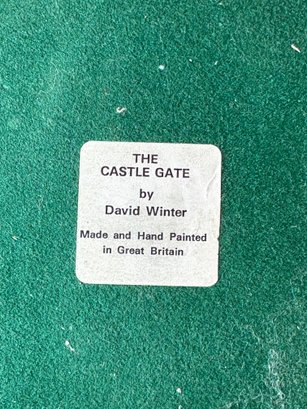 THE
CASTLE GATE
by
David Winter
Made and Hand Painted
in Great Britain